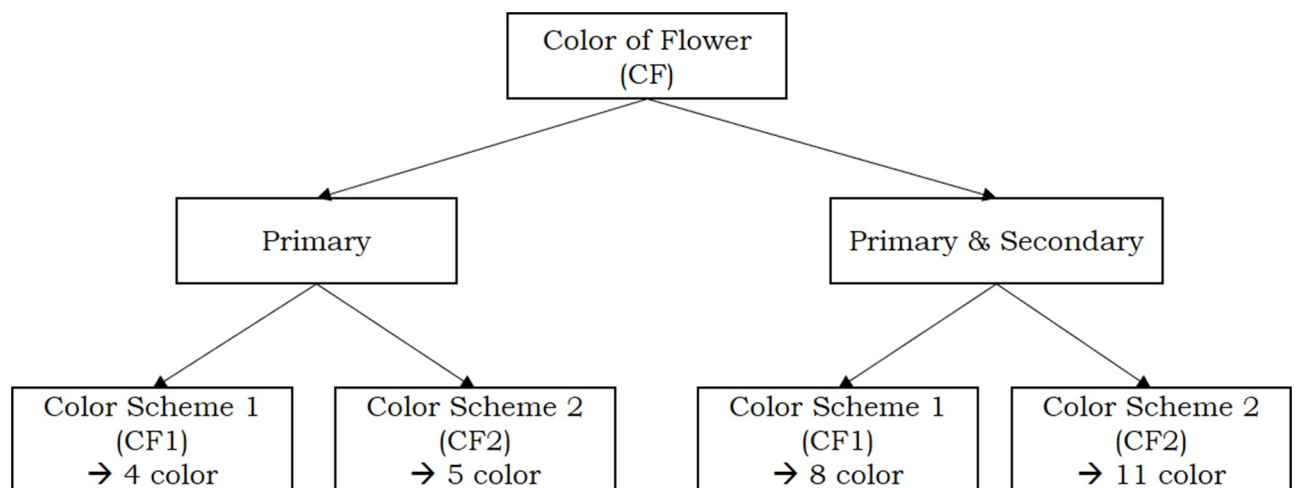 Color of Flower
(CF)
Primary
Primary & Secondary
Color Scheme 1
(CF1)
→ 4 color
Color Scheme 2
(CF2)
→ 5 color
Color Scheme 1
(CF1)
→ 8 color
Color Scheme 2
(CF2)
→ 11 color